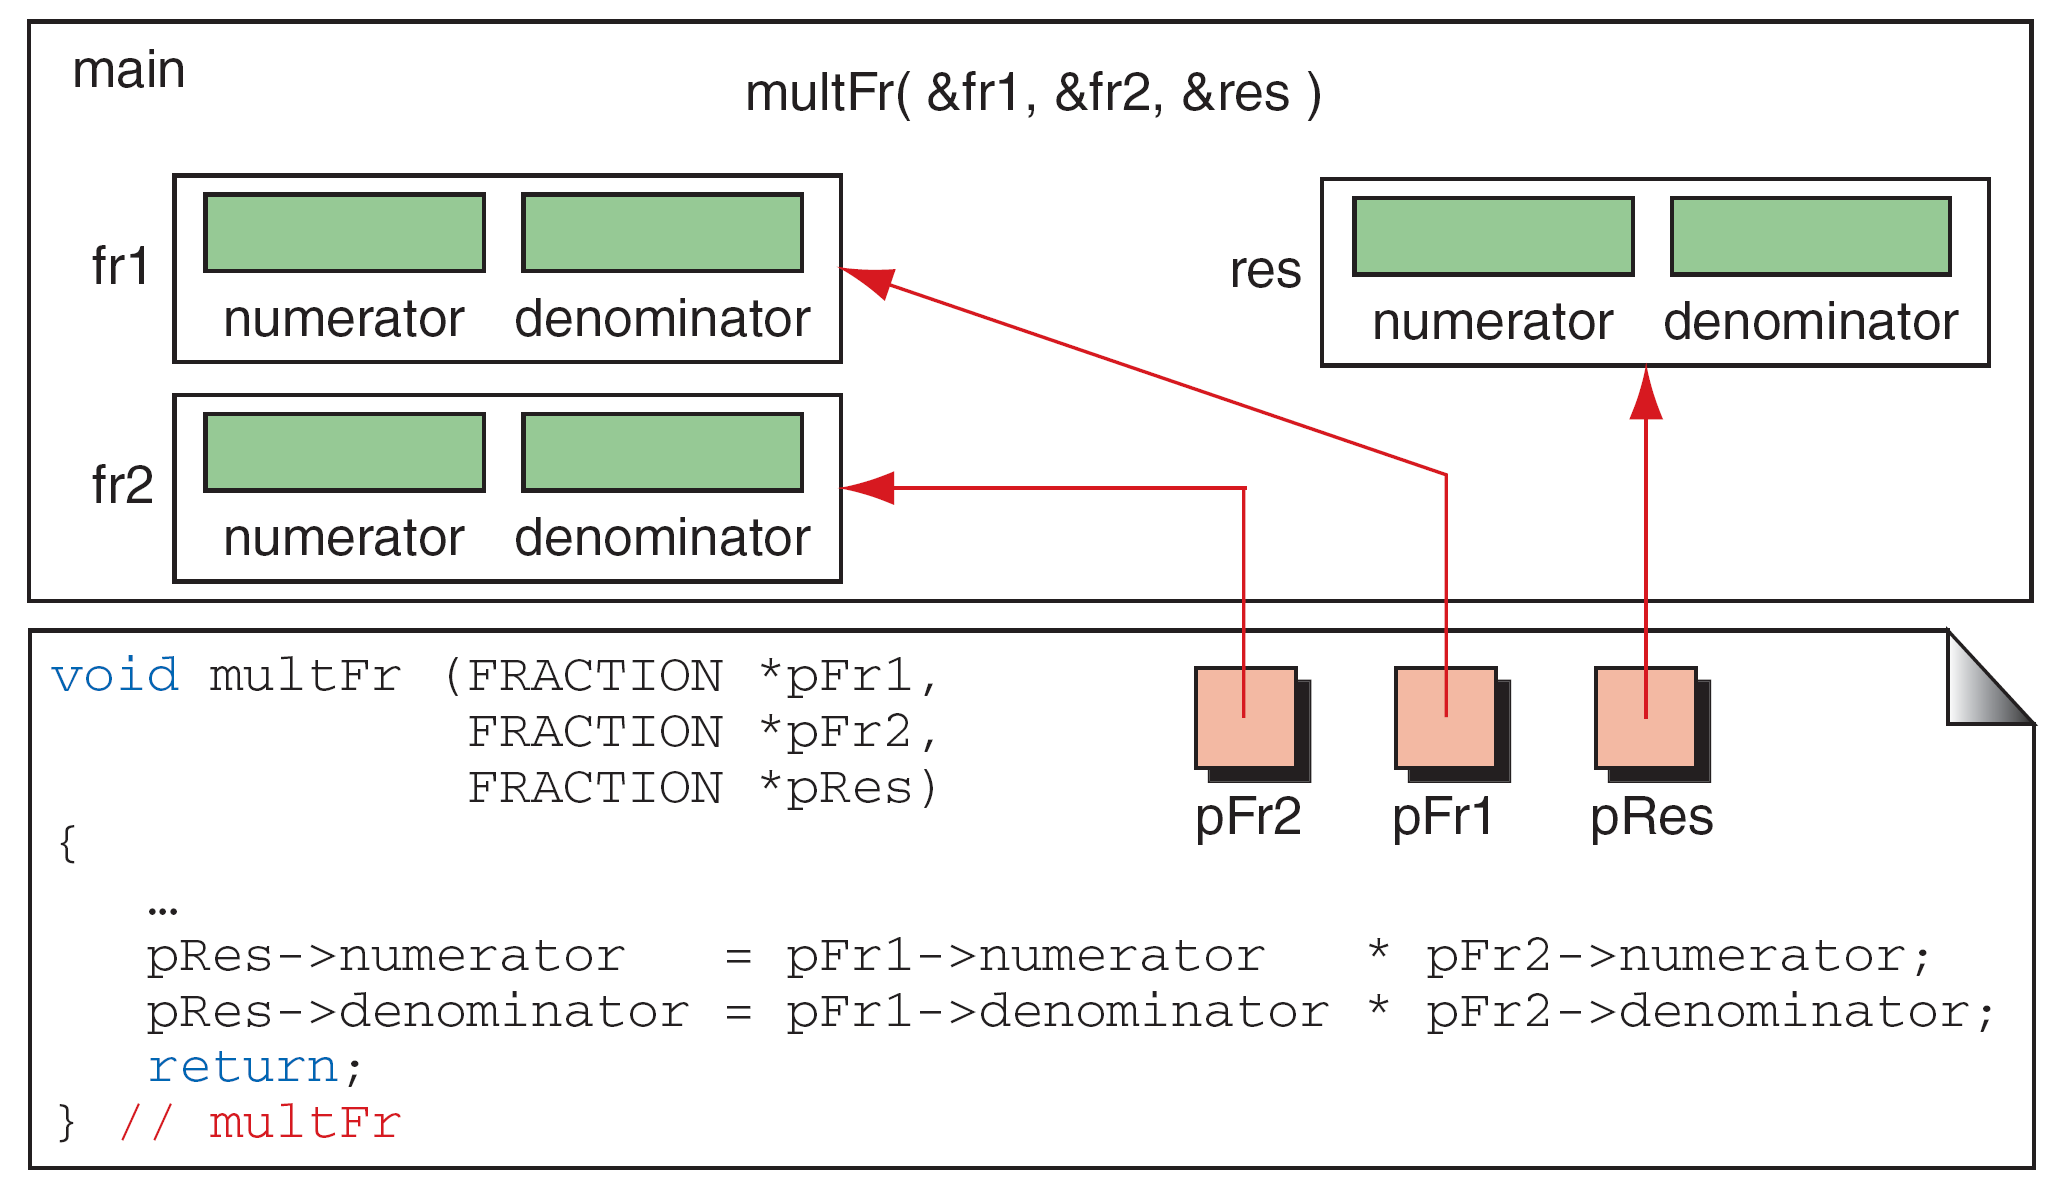 main
multFr( &fr1, &fr2, &res )
fr1
numerator denominator
res
numerator denominator
fr2
numerator denominator
void multFr (FRACTION *pFr1,
FRACTION *pFr2,
FRACTION *pRes)
pFr2 pFr1 pRes
{
…
pRes->numerator   = pFr1->numerator   * pFr2->numerator;
pRes->denominator = pFr1->denominator * pFr2->denominator;
return;
} // multFr